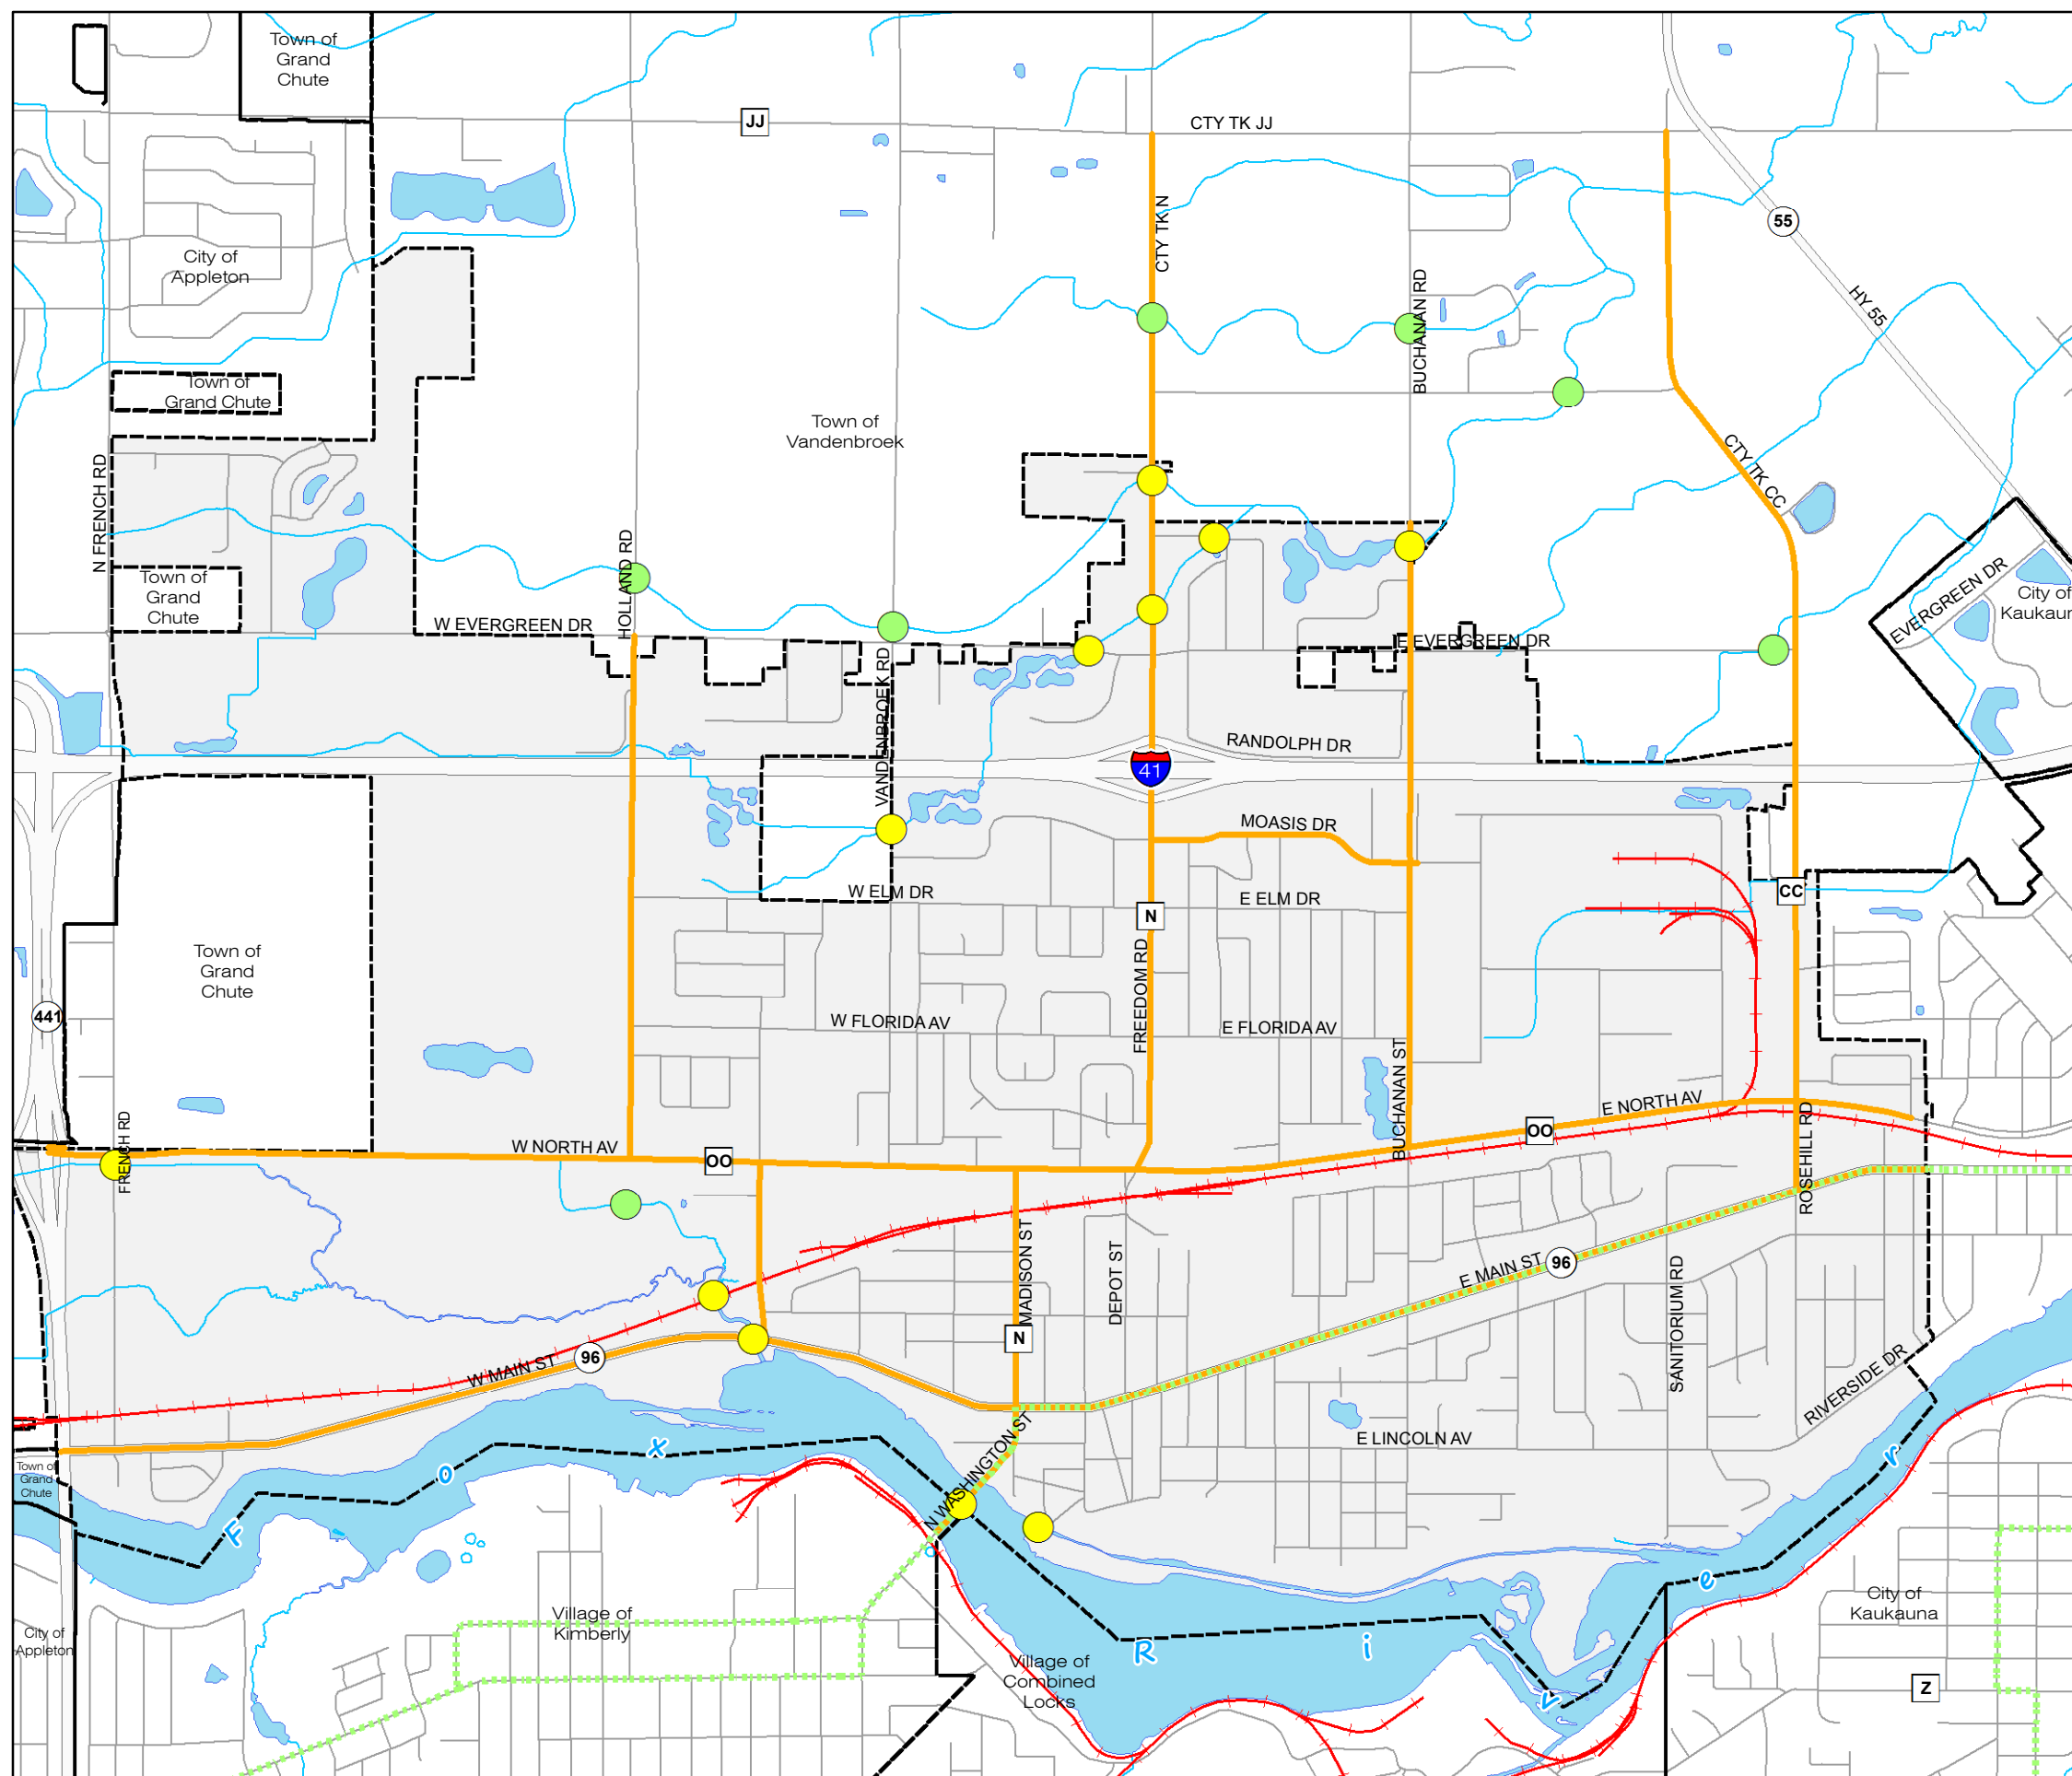 Town of
Grand
Chute
JJ
CTY TK JJ
CTY TK N
55
City of
Appleton
BUCHANAN RD
HY 55
Town of
Grand Chute
Town of
Vandenbroek
CTY TK CC
N FRENCH RD
HOLLAND RD
Town of
Grand
Chute
EVERGREEN DR
City of
W EVERGREEN DR
E EVERGREEN DR
VANDENBROEK RD
RANDOLPH DR
41
MOASIS DR
W ELM DR
E ELM DR
CC
N
Town of
Grand
Chute
FREEDOM RD
441
W FLORIDA AV
E FLORIDA AV
BUCHANAN ST
E NORTH AV
FRENCH RD
W NORTH AV
OO
OO
ROSEHILL RD
MADISON ST
DEPOT ST
E MAIN ST
96
SANITORIUM RD
N
W MAIN ST
96
RIVERSIDE DR
N WASHINGTON ST
E LINCOLN AV
Town of
Grand
Chute
F o x
R i v e r
City of
Kaukauna
Village of
Kimberly
City of
Appleton
Village of
Combined
Locks
Z